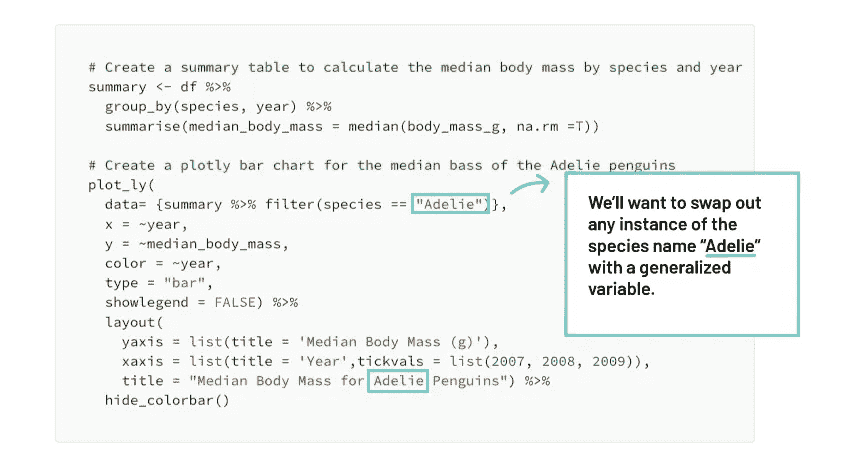 # Create a summary table to calculate the median body mass by species and year
summary <- df %>%
  group_by(species, year) %>%
  summarise(median_body_mass = median(body_mass_g, na.rm =T))
# Create a plotly bar chart for the median bass of the Adelie penguins
plot_ly(
  data= {summary %>% filter(species == "Adelie")},
  x = ~year,
  y = ~median_body_mass,
  color = ~year,
  type = "bar",
  showlegend = FALSE) %>%
  layout(
    yaxis = list(title = 'Median Body Mass (g)'),
    xaxis = list(title = 'Year',tickvals = list(2007, 2008, 2009)),
    title = "Median Body Mass for Adelie Penguins") %>%
  hide_colorbar()
We'll want to swap out
any instance of the
species name "Adelie"
with a generalized
variable.